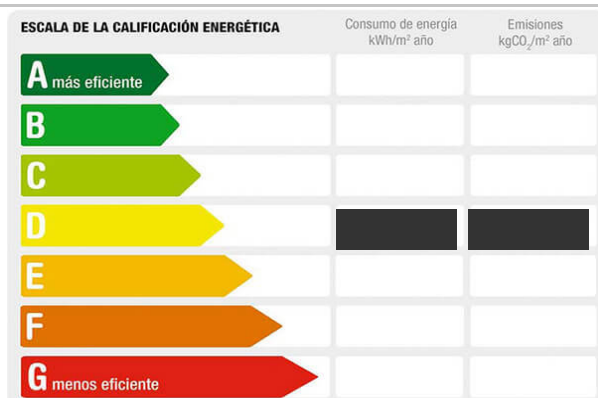 ESCALA DE LA CALIFICACIÓN ENERGÉTICA
Consumo de energía
kWh/m² año
Emisiones
kgCO₂/m² año
A más eficiente
B
C
D
E
F
G menos eficiente